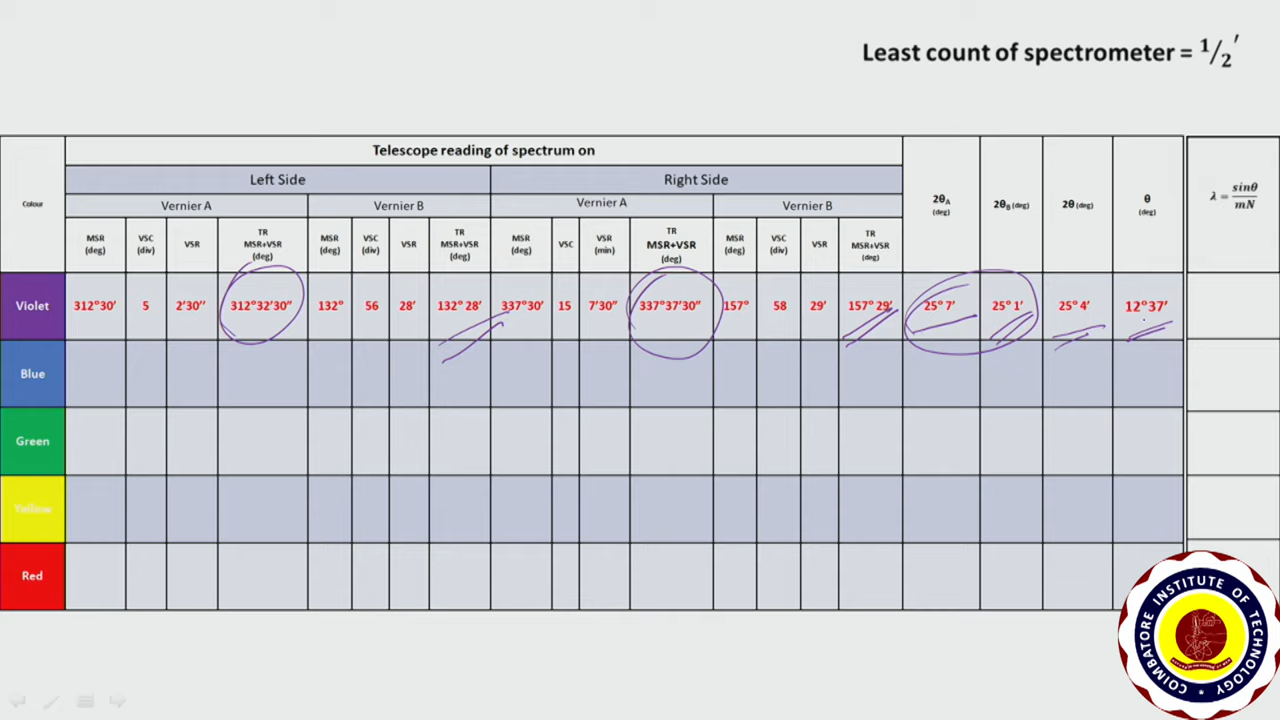 Least count of spectrometer = 1/2′
Telescope reading of spectrum on
Left Side Right Side
Vernier A Vernier B Vernier A Vernier B
Colour
MSR (deg)
VSC (div)
VSR
TR MSR+VSR (deg)
MSR (deg)
VSC (div)
VSR
TR MSR+VSR (deg)
MSR (deg)
VSC
VSR (min)
TR MSR+VSR (deg)
MSR (deg)
VSC (div)
VSR
TR MSR+VSR (deg)
2θA (deg)
2θB (deg)
2θ (deg)
θ (deg)
λ = sinθ/mN
Violet 312°30′ 5 2′30′′ 312°32′30″ 132° 56 28′ 132° 28′ 337°30′ 15 7′30″ 337°37′30″ 157° 58 29′ 157° 29′ 25° 7′ 25° 1′ 25° 4′ 12°37′
Blue
Green
Yellow
Red
COIMBATORE INSTITUTE OF TECHNOLOGY